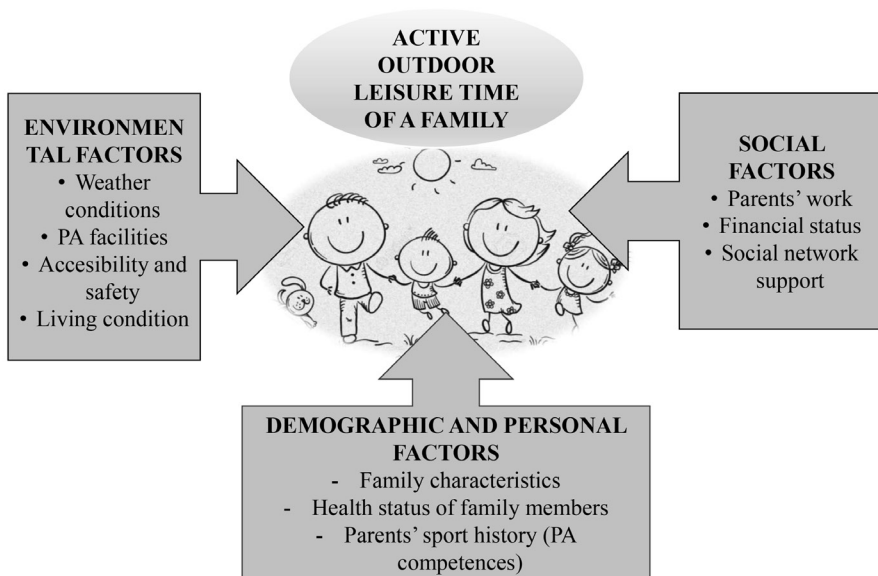 ACTIVE
OUTDOOR
LEISURE TIME
OF A FAMILY
ENVIRONMEN
TAL FACTORS
• Weather
conditions
• PA facilities
• Accesibility and
safety
• Living condition
SOCIAL
FACTORS
• Parents’ work
• Financial status
• Social network
support
DEMOGRAPHIC AND PERSONAL
FACTORS
- Family characteristics
- Health status of family members
- Parents’ sport history (PA
competences)